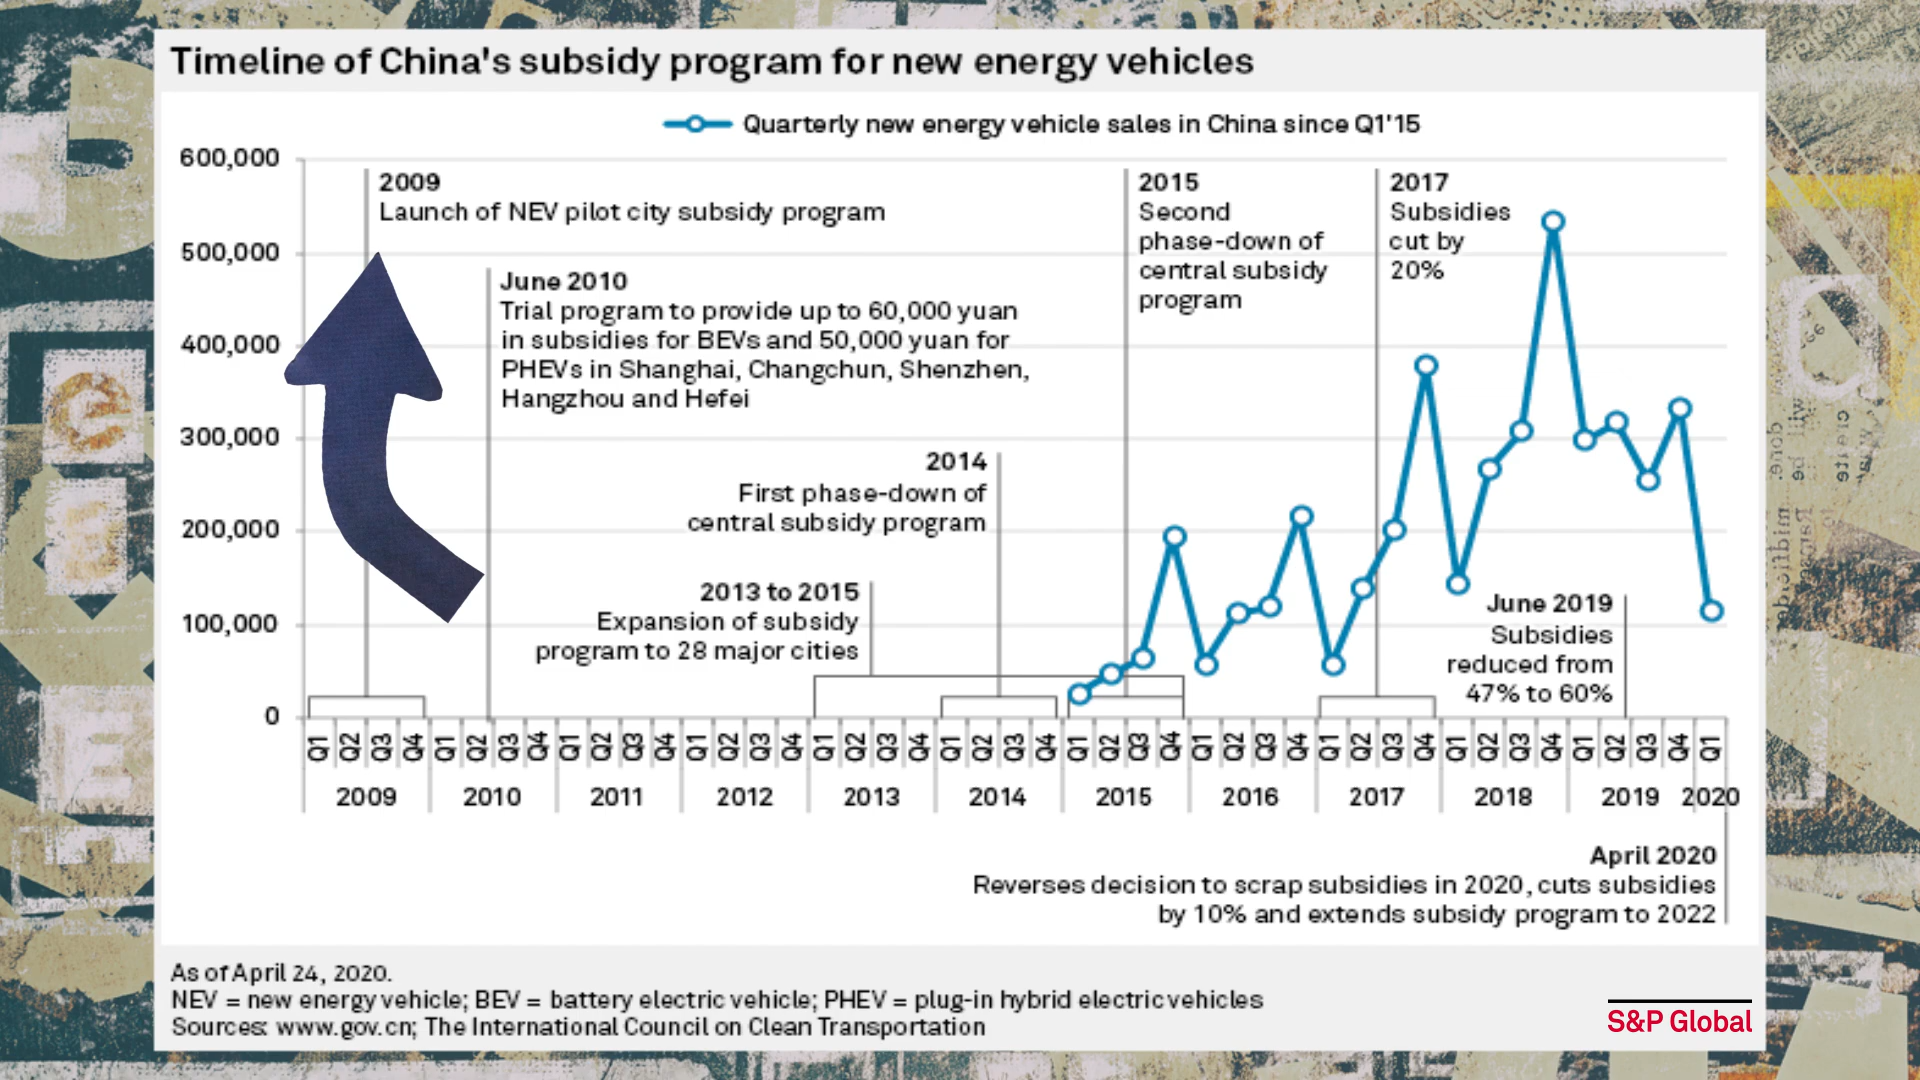 Timeline of China's subsidy program for new energy vehicles
Quarterly new energy vehicle sales in China since Q1'15
600,000
500,000
400,000
300,000
200,000
100,000
0
2009
Launch of NEV pilot city subsidy program
June 2010
Trial program to provide up to 60,000 yuan
in subsidies for BEVs and 50,000 yuan for
PHEVs in Shanghai, Changchun, Shenzhen,
Hangzhou and Hefei
2013 to 2015
Expansion of subsidy
program to 28 major cities
2014
First phase-down of
central subsidy program
2015
Second
phase-down of
central subsidy
program
2017
Subsidies
cut by
20%
June 2019
Subsidies
reduced from
47% to 60%
Q1 Q2 Q3 Q4 Q1 Q2 Q3 Q4 Q1 Q2 Q3 Q4 Q1 Q2 Q3 Q4 Q1 Q2 Q3 Q4 Q1 Q2 Q3 Q4 Q1 Q2 Q3 Q4 Q1 Q2 Q3 Q4 Q1 Q2 Q3 Q4 Q1 Q2 Q3 Q4 Q1 Q2 Q3 Q4 Q1
2009 2010 2011 2012 2013 2014 2015 2016 2017 2018 2019 2020
April 2020
Reverses decision to scrap subsidies in 2020, cuts subsidies
by 10% and extends subsidy program to 2022
As of April 24, 2020.
NEV = new energy vehicle; BEV = battery electric vehicle; PHEV = plug-in hybrid electric vehicles
Sources: www.gov.cn; The International Council on Clean Transportation
S&P Global